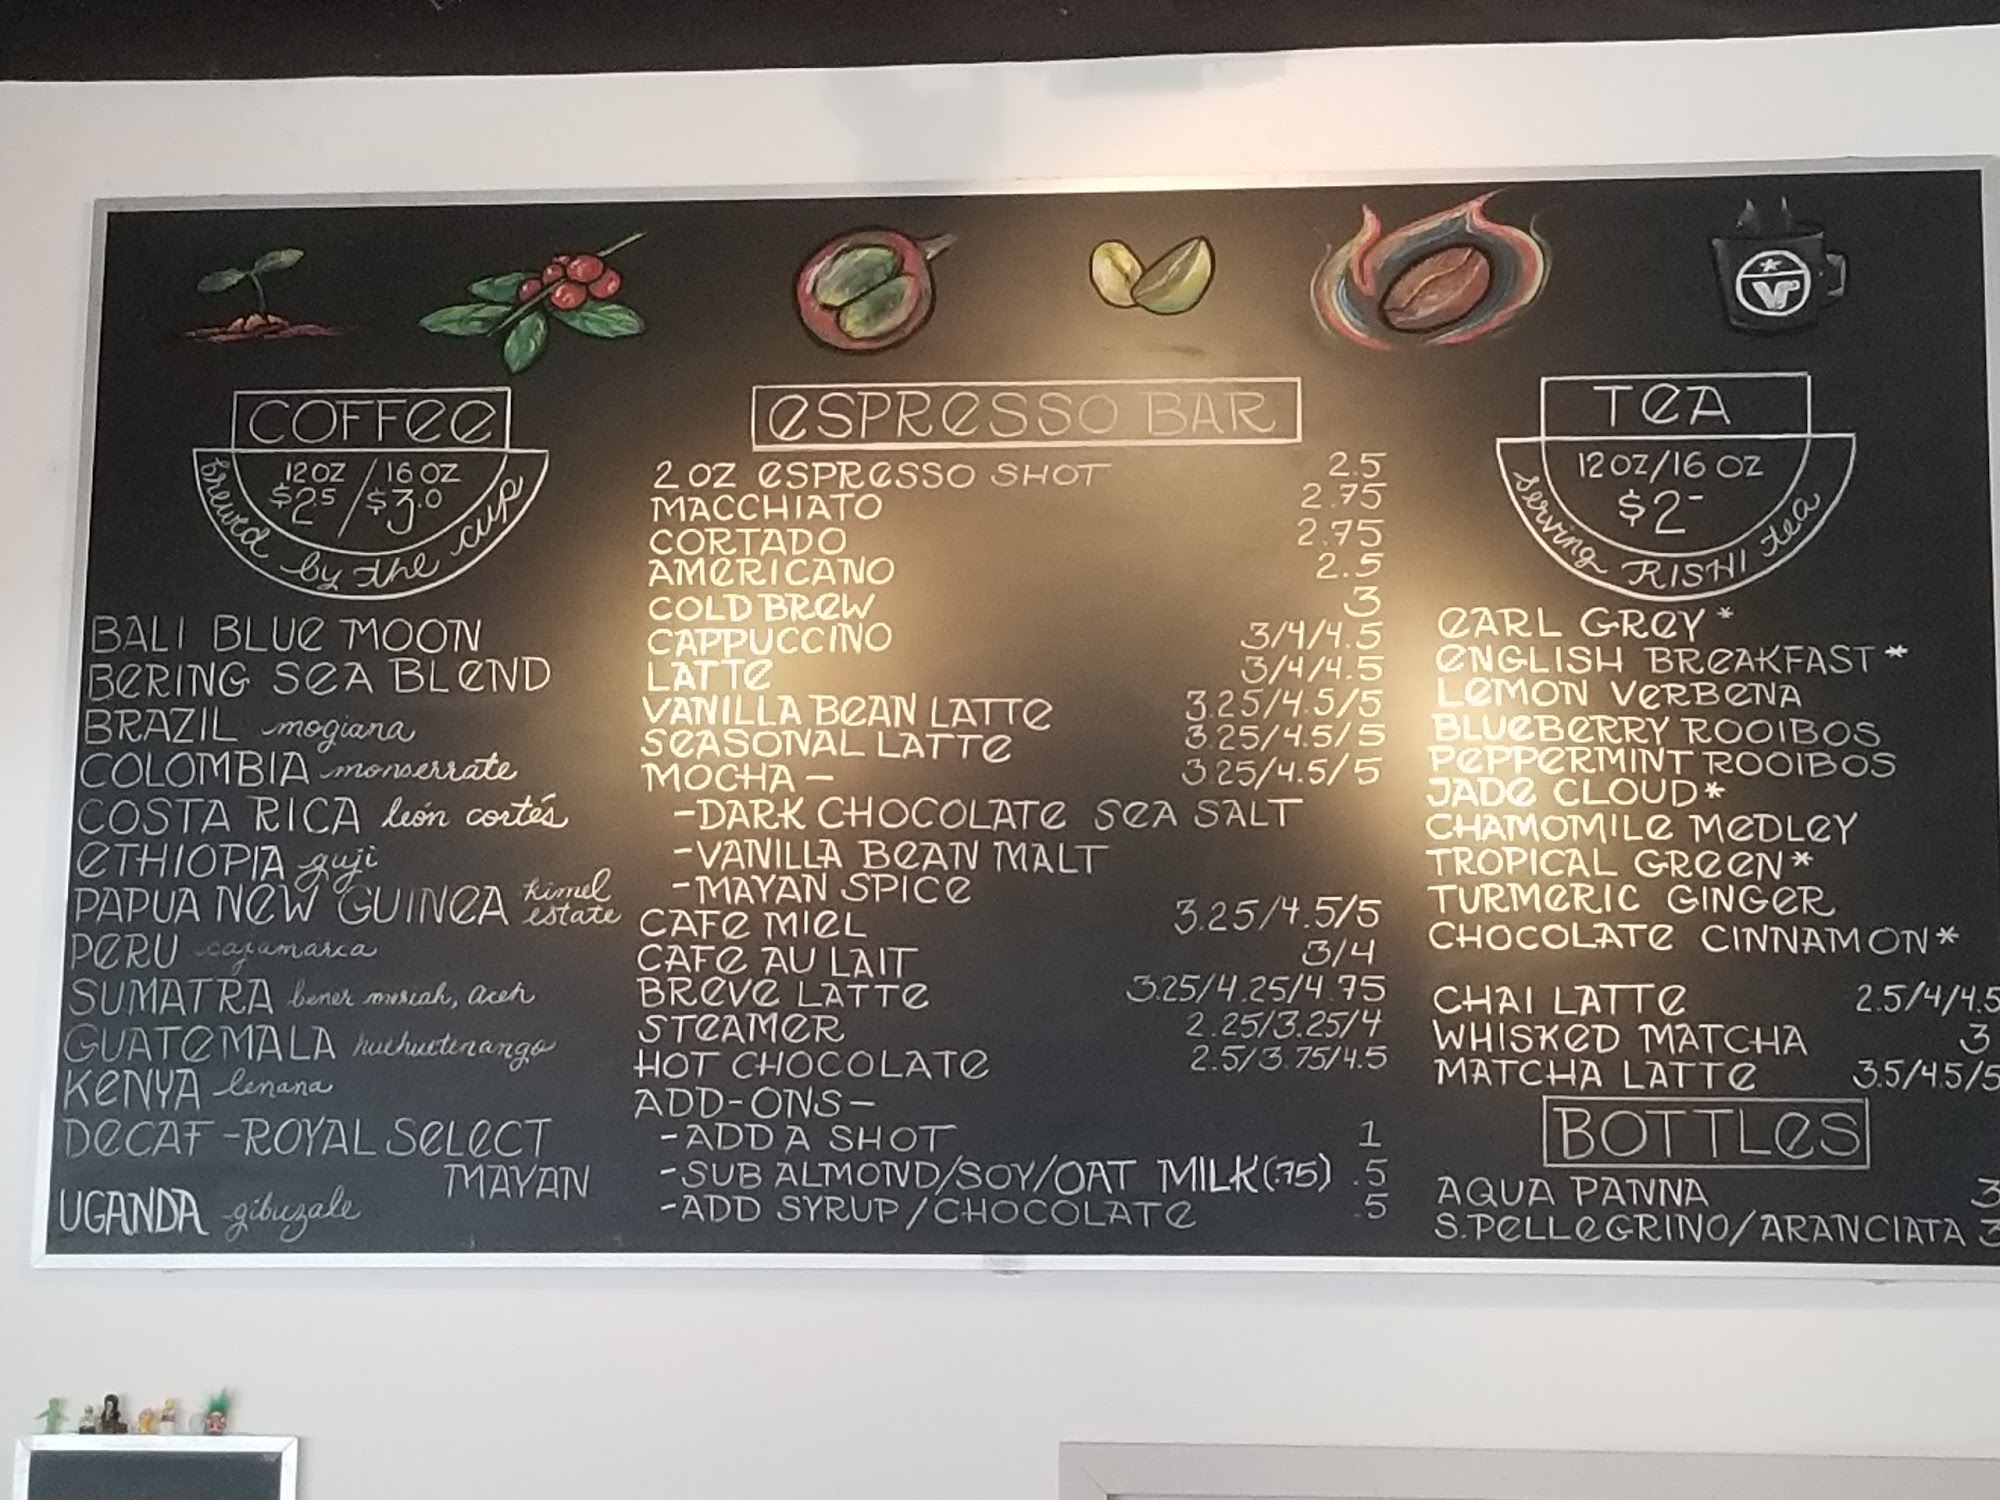 COFFee
12 OZ / 16 OZ
$2.5 / $3.0
brewed by the cup
BALI BLUe MOON
BeRING SeA BLeND
BRAZIL mogiana
COLOMBIA monserrate
COSTA RICA león cortés
eTHIOPIA guji
PAPUA NeW GUINeA kimel estate
PeRU cajamarca
SUMATRA bener meriah, aceh
GUATeMALA huehuetenango
KeNYA lenana
DeCAF - ROYAL SeLeCT
MAYAN
UGANDA gibuzale
eSPReSSO BAR
2 OZ eSPReSSO SHOT 2.5
MACCHIATO 2.75
CORTADO 2.75
AMeRICANO 2.5
COLD BReW 3
CAPPUCCINO 3/4/4.5
LATTe 3/4/4.5
VANILLA BeAN LATTe 3.25/4.5/5
SeASONAL LATTe 3.25/4.5/5
MOCHA - 3.25/4.5/5
-DARK CHOCOLATe SeA SALT
-VANILLA BeAN MALT
-MAYAN SPICe
CAFe MIeL 3.25/4.5/5
CAFe AU LAIT 3/4
BReVe LATTe 3.25/4.25/4.75
STeAMeR 2.25/3.25/4
HOT CHOCOLATe 2.5/3.75/4.5
ADD-ONS-
-ADD A SHOT 1
-SUB ALMOND/SOY/OAT MILK(.75) .5
-ADD SYRUP/CHOCOLATe .5
TeA
12 OZ/16 OZ
$2-
serving RISHI tea
eARL GReY *
eNGLISH BReAKFAST *
LeMON VeRBeNA
BLUeBeRRY ROOIBOS
PePPeRMINT ROOIBOS
JADe CLOUD*
CHAMOMILe MeDLeY
TROPICAL GReeN*
TURMeRIC GINGeR
CHOCOLATe CINNAMON*
CHAI LATTe 2.5/4/4.5
WHISKeD MATCHA 3
MATCHA LATTe 3.5/4.5/5
BOTTLeS
AQUA PANNA 3
S.PeLLeGRINO/ARANCIATA 3